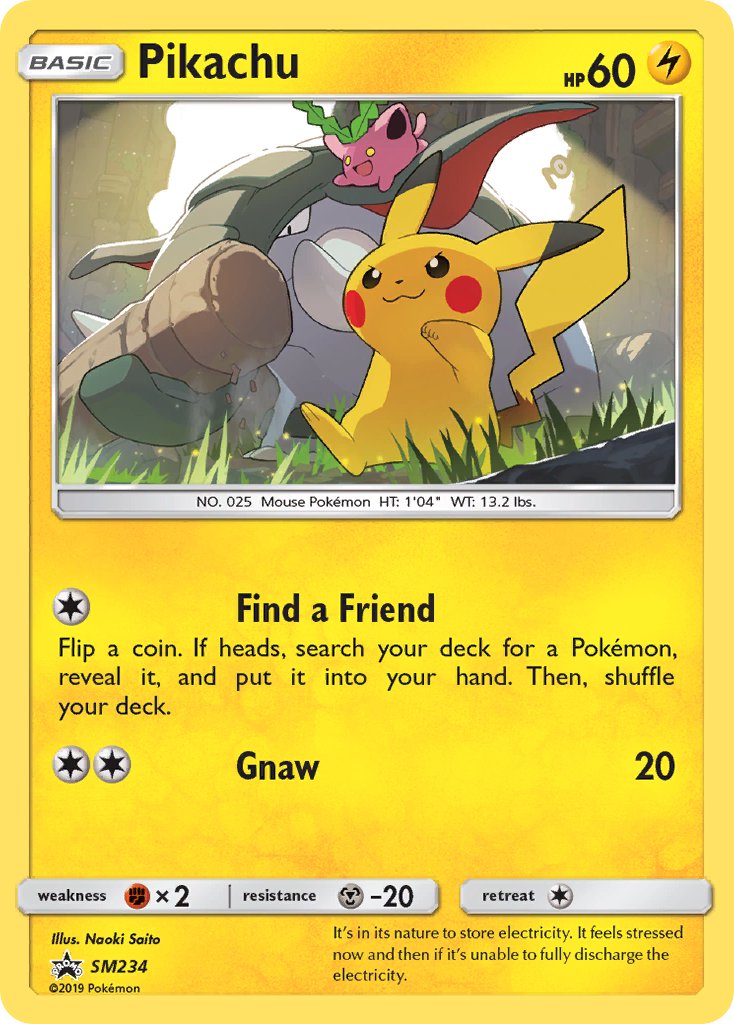 BASIC Pikachu HP 60
NO. 025 Mouse Pokémon HT: 1'04" WT: 13.2 lbs.
Find a Friend
Flip a coin. If heads, search your deck for a Pokémon,
reveal it, and put it into your hand. Then, shuffle
your deck.
Gnaw 20
weakness ×2 resistance -20 retreat
Illus. Naoki Saito
PROMO SM234
©2019 Pokémon
It's in its nature to store electricity. It feels stressed
now and then if it's unable to fully discharge the
electricity.